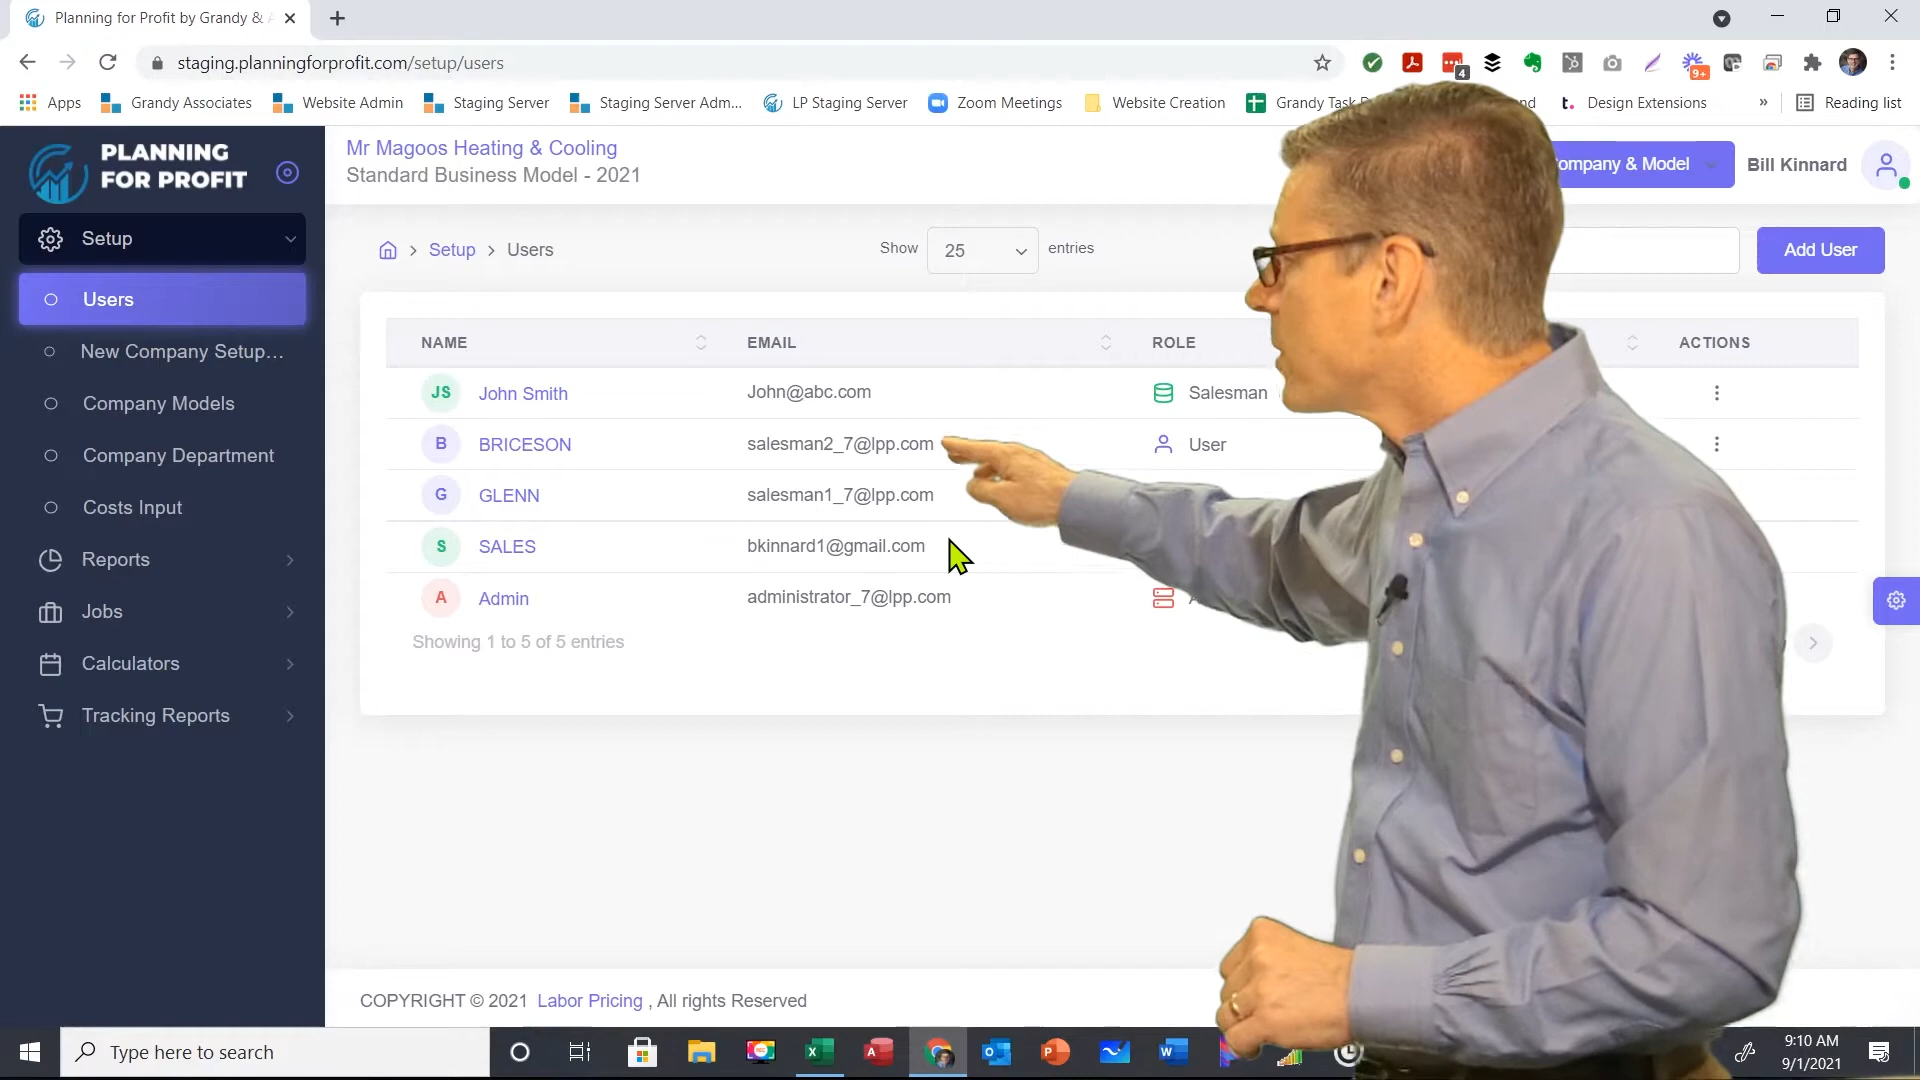 Planning for Profit by Grandy & A
staging.planningforprofit.com/setup/users
4
9+
Apps
Grandy Associates
Website Admin
Staging Server
Staging Server Adm...
LP Staging Server
Zoom Meetings
Website Creation
Grandy Task
Design Extensions
»
Reading list
PLANNING
FOR PROFIT
Mr Magoos Heating & Cooling
Standard Business Model - 2021
ompany & Model
Bill Kinnard
Setup
Users
New Company Setup...
Company Models
Company Department
Costs Input
Reports
Jobs
Calculators
Tracking Reports
> Setup > Users
Show 25 entries
Add User
NAME EMAIL ROLE ACTIONS
JS John Smith John@abc.com Salesman
B BRICESON salesman2_7@lpp.com User
G GLENN salesman1_7@lpp.com
S SALES bkinnard1@gmail.com
A Admin administrator_7@lpp.com
Showing 1 to 5 of 5 entries
COPYRIGHT © 2021 Labor Pricing , All rights Reserved
Type here to search
9:10 AM
9/1/2021